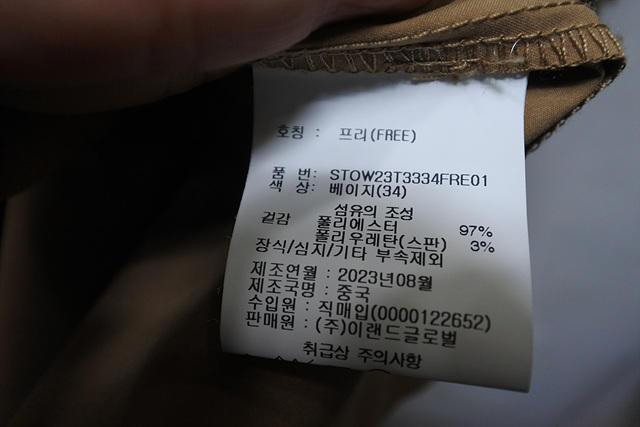 호칭 : 프리(FREE)
품 번: STOW23T3334FRE01
색 상: 베이지(34)
섬유의 조성
겉감 폴리에스터 97%
폴리우레탄(스판) 3%
장식/심지/기타 부속제외
제조연월 : 2023년08월
제조국명 : 중국
수입원 : 직매입(0000122652)
판매원 : (주)이랜드글로벌
취급상 주의사항